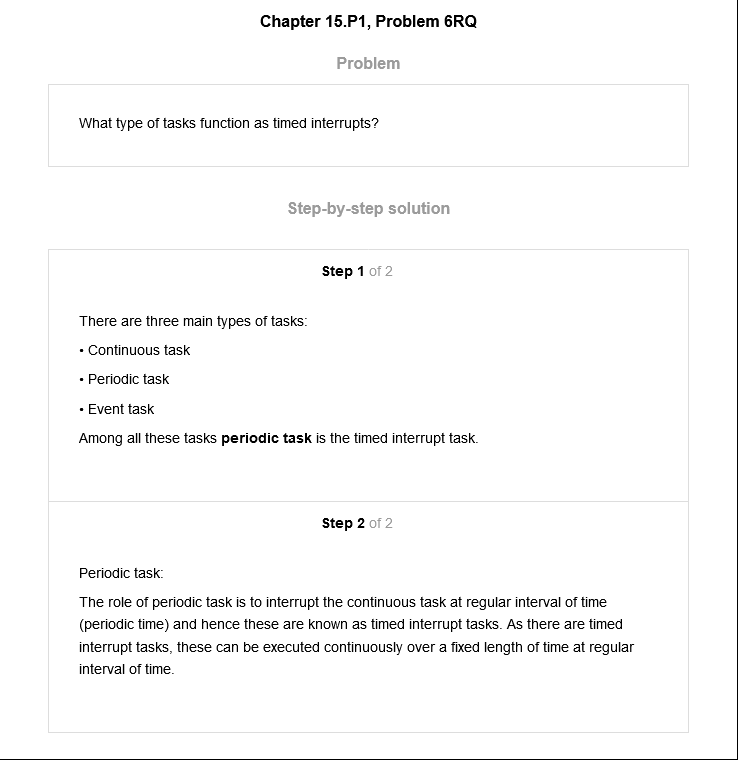 Chapter 15.P1, Problem 6RQ
Problem
What type of tasks function as timed interrupts?
Step-by-step solution
Step 1 of 2
There are three main types of tasks:
• Continuous task
• Periodic task
• Event task
Among all these tasks periodic task is the timed interrupt task.
Step 2 of 2
Periodic task:
The role of periodic task is to interrupt the continuous task at regular interval of time
(periodic time) and hence these are known as timed interrupt tasks. As there are timed
interrupt tasks, these can be executed continuously over a fixed length of time at regular
interval of time.